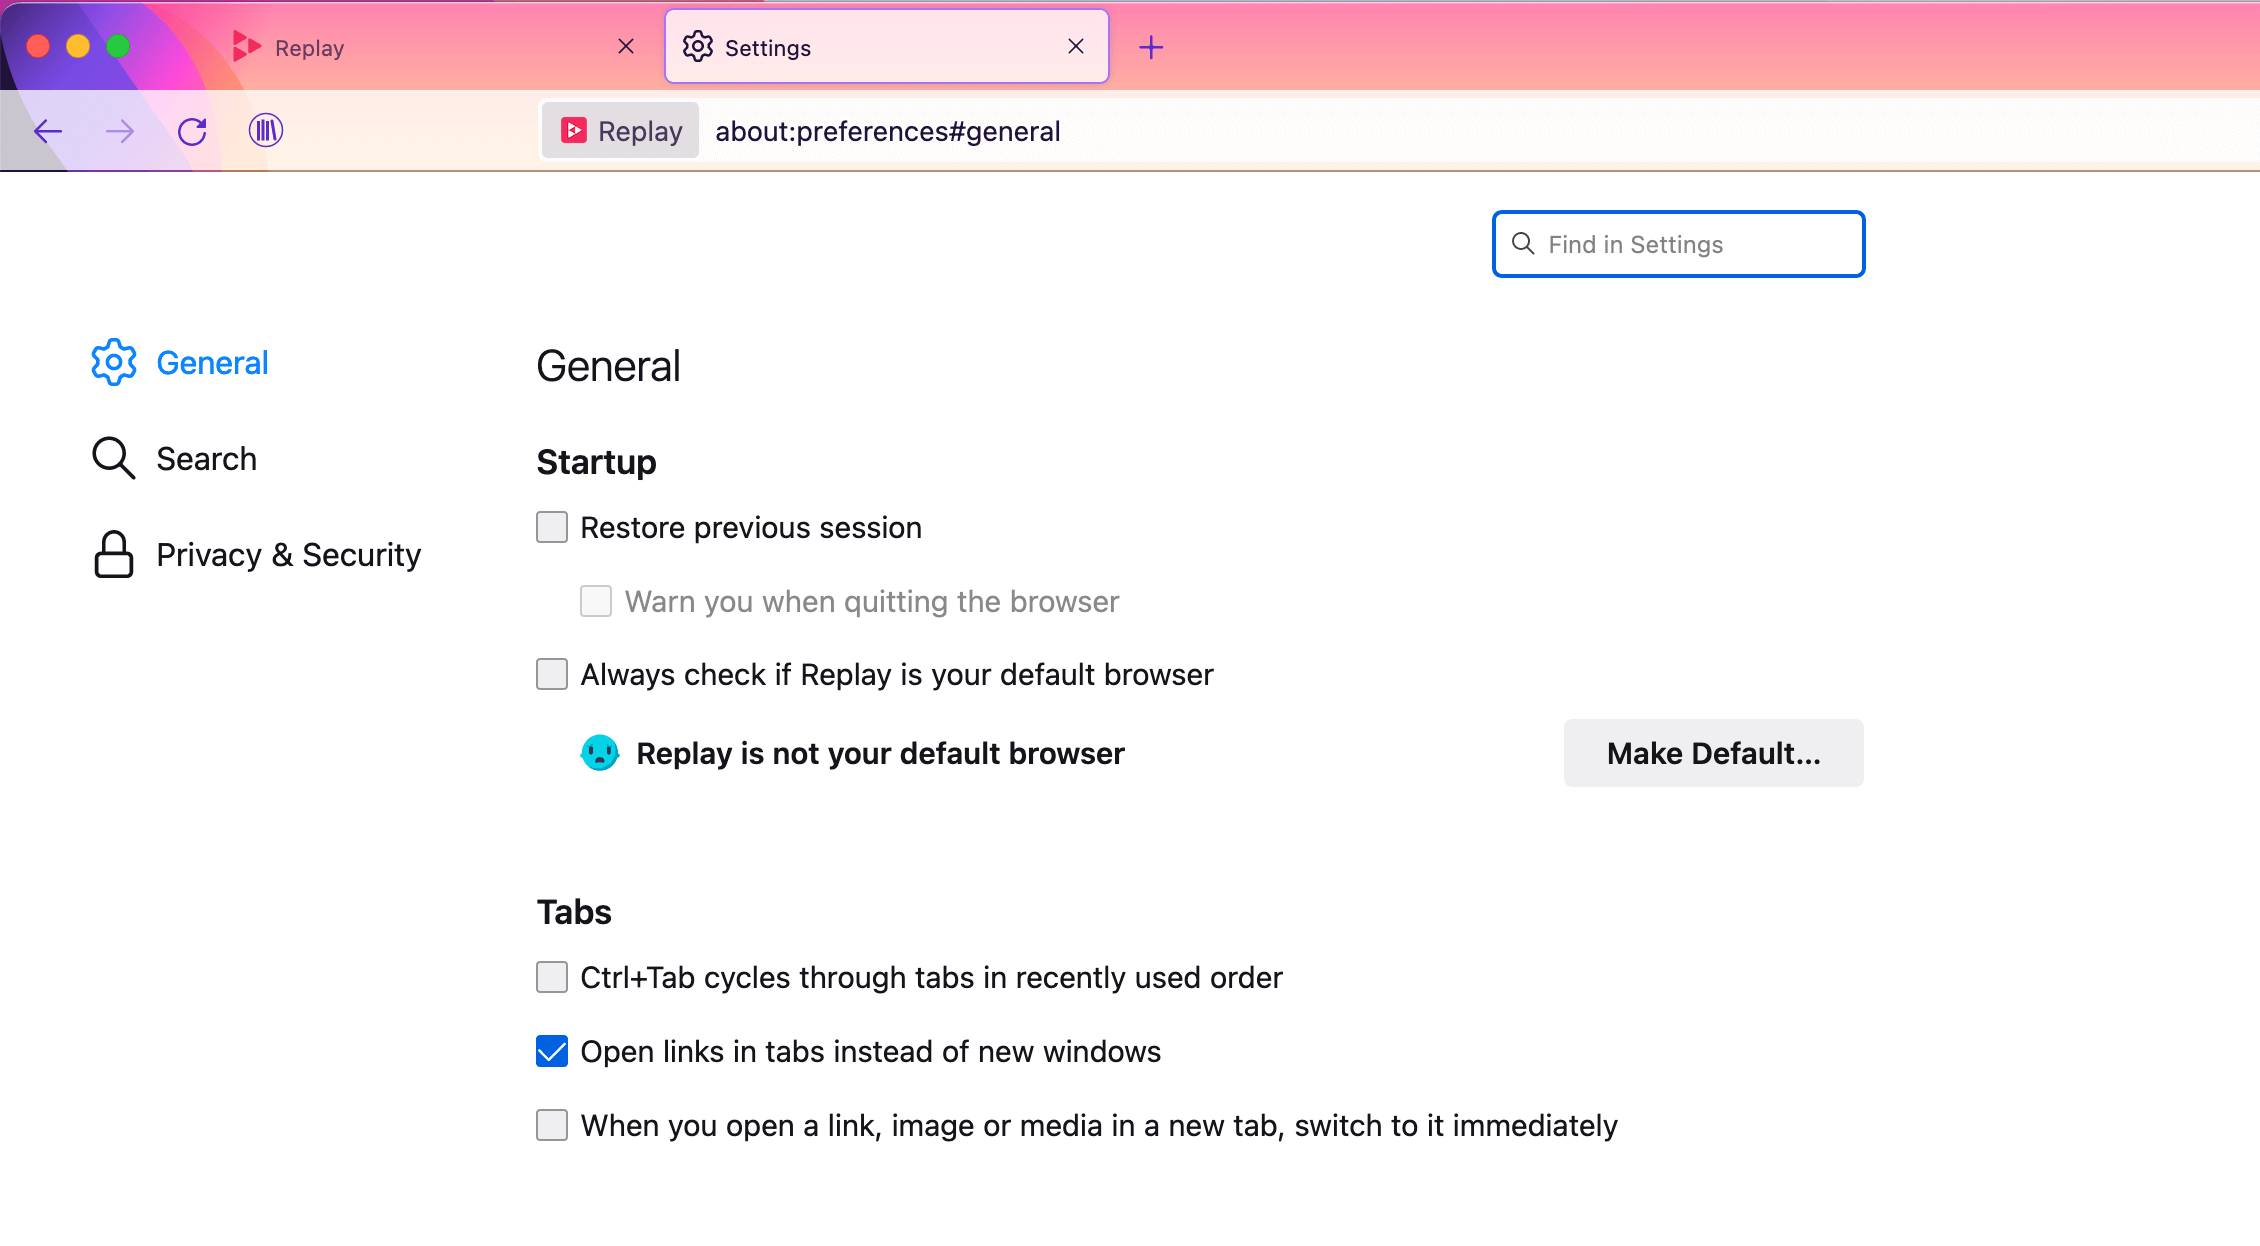 Replay
Settings
Replay about:preferences#general
Find in Settings
General
Search
Privacy & Security
General
Startup
Restore previous session
Warn you when quitting the browser
Always check if Replay is your default browser
Replay is not your default browser
Make Default...
Tabs
Ctrl+Tab cycles through tabs in recently used order
Open links in tabs instead of new windows
When you open a link, image or media in a new tab, switch to it immediately